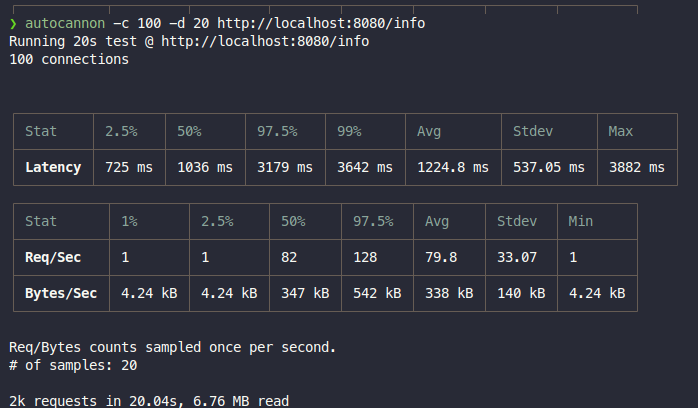 ❯ autocannon -c 100 -d 20 http://localhost:8080/info
Running 20s test @ http://localhost:8080/info
100 connections
Stat 2.5% 50% 97.5% 99% Avg Stdev Max
Latency 725 ms 1036 ms 3179 ms 3642 ms 1224.8 ms 537.05 ms 3882 ms
Stat 1% 2.5% 50% 97.5% Avg Stdev Min
Req/Sec 1 1 82 128 79.8 33.07 1
Bytes/Sec 4.24 kB 4.24 kB 347 kB 542 kB 338 kB 140 kB 4.24 kB
Req/Bytes counts sampled once per second.
# of samples: 20
2k requests in 20.04s, 6.76 MB read